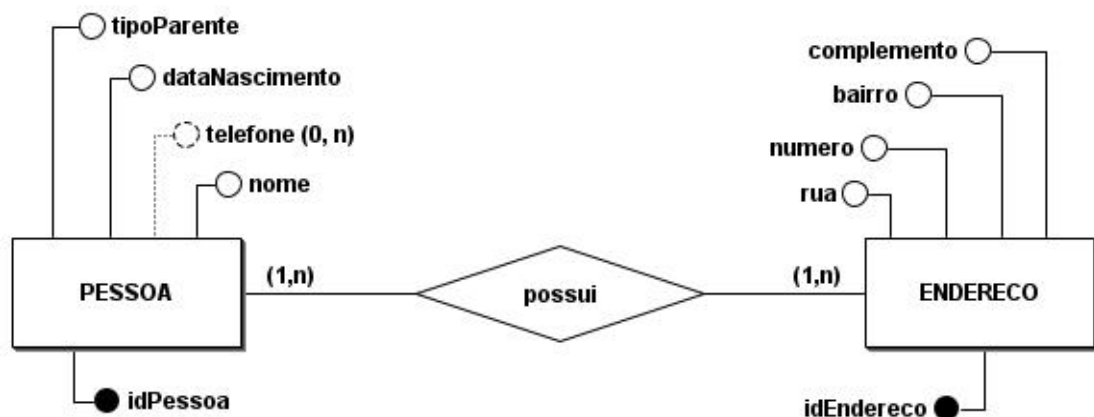 tipoParente
complemento
dataNascimento
bairro
telefone (0, n)
numero
nome
rua
(1,n)
(1,n)
PESSOA
possui
ENDERECO
idPessoa
idEndereco